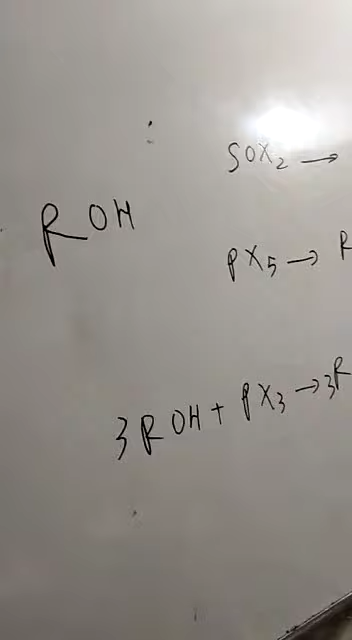 SOX₂ →
ROH
PX₅ → R
3ROH + PX₃ → 3R